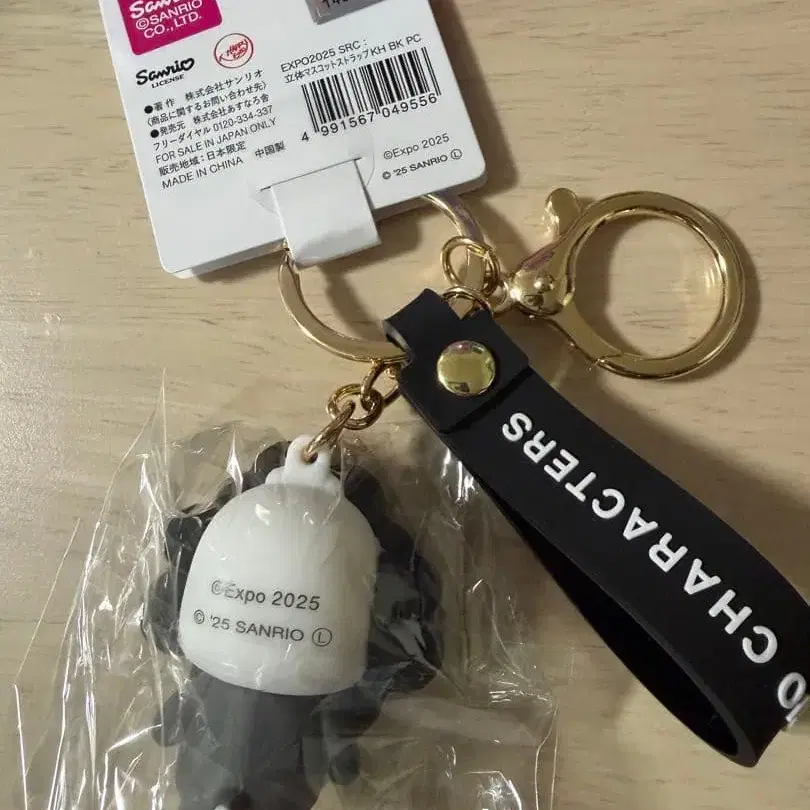 Sanrio
©SANRIO
CO., LTD.
Sanrio
LICENSE
●著作 株式会社サンリオ
(商品に関するお問い合わせ先)
●発売元 株式会社あすなろ舎
フリーダイヤル 0120-334-337
FOR SALE IN JAPAN ONLY
販売地域:日本限定
MADE IN CHINA 中国製
EXPO2025 SRC :
立体マスコットストラップKH BK PC
4 991567 049556
©Expo 2025
© '25 SANRIO Ⓛ
©Expo 2025
© '25 SANRIO Ⓛ
IO CHARACTERS